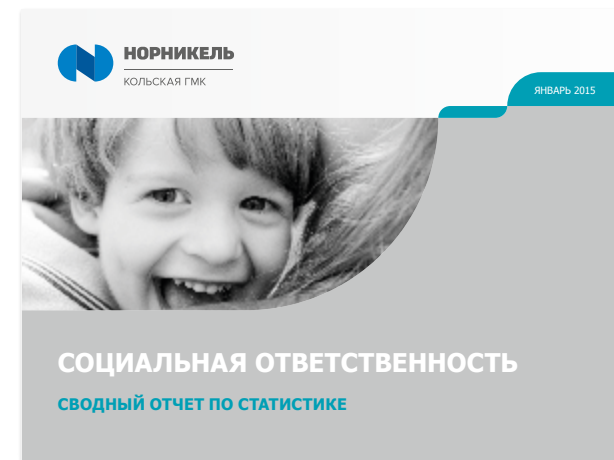 НОРНИКЕЛЬ
КОЛЬСКАЯ ГМК
ЯНВАРЬ 2015
СОЦИАЛЬНАЯ ОТВЕТСТВЕННОСТЬ
СВОДНЫЙ ОТЧЕТ ПО СТАТИСТИКЕ